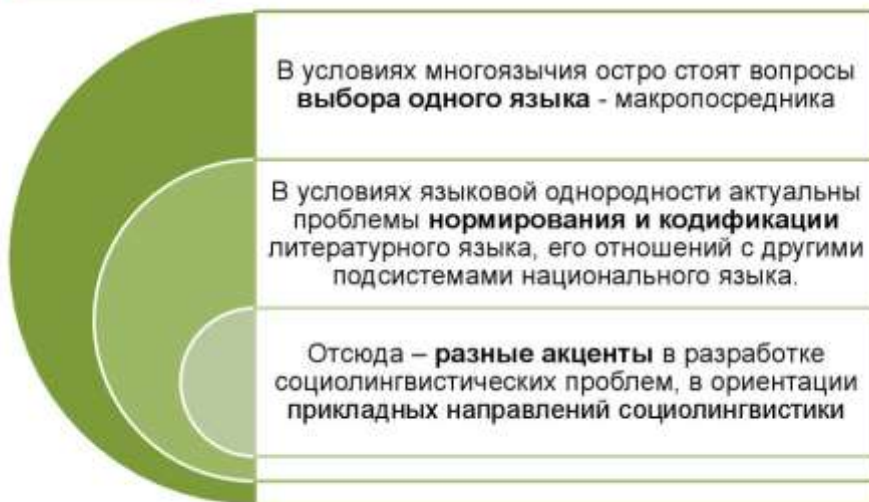 В условиях многоязычия остро стоят вопросы
выбора одного языка - макропосредника
В условиях языковой однородности актуальны
проблемы нормирования и кодификации
литературного языка, его отношений с другими
подсистемами национального языка.
Отсюда – разные акценты в разработке
социолингвистических проблем, в ориентации
прикладных направлений социолингвистики